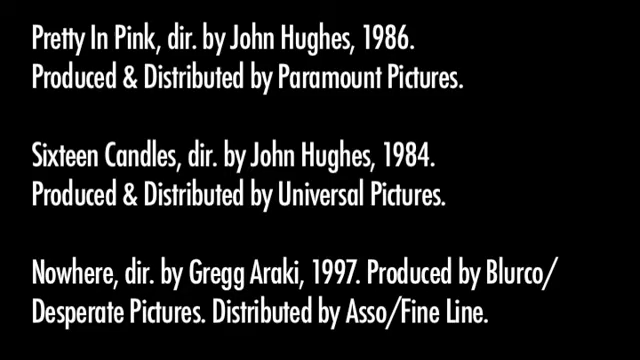 Pretty In Pink, dir. by John Hughes, 1986.
Produced & Distributed by Paramount Pictures.
Sixteen Candles, dir. by John Hughes, 1984.
Produced & Distributed by Universal Pictures.
Nowhere, dir. by Gregg Araki, 1997. Produced by Blurco/
Desperate Pictures. Distributed by Asso/Fine Line.